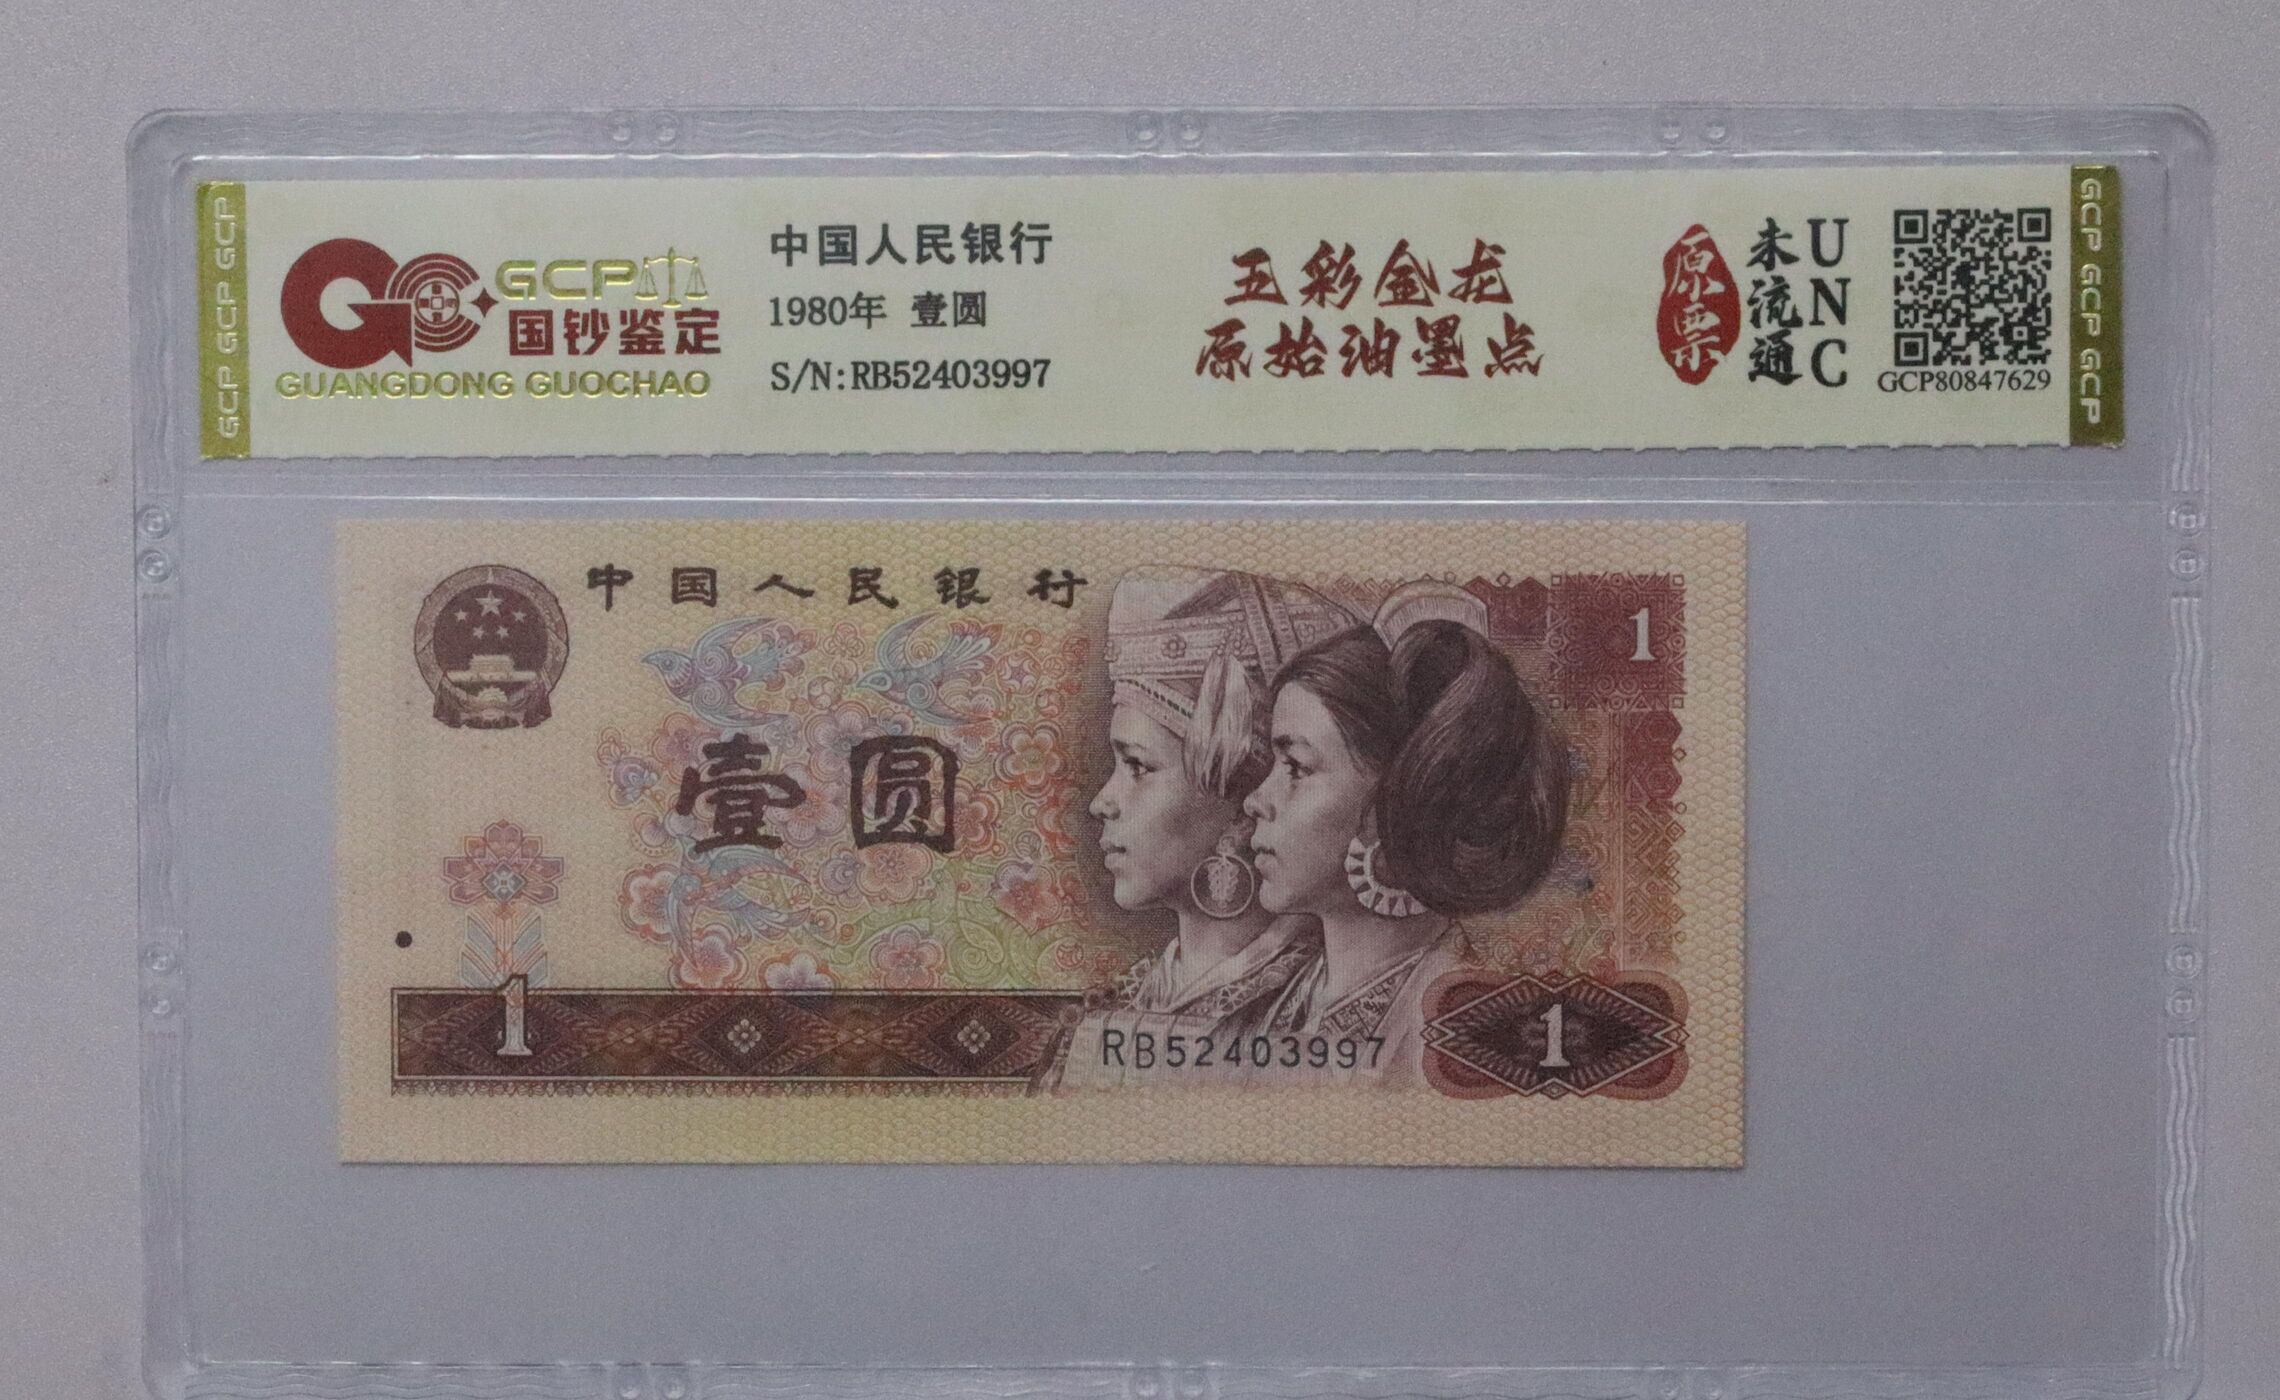 GCP GCP GCP
GCP
国钞鉴定
GUANGDONG GUOCHAO
中国人民银行
1980年 壹圆
S/N:RB52403997
五彩金龙
原始油墨点
原票
未流通
UNC
GCP80847629
GCP GCP GCP
中国人民银行
1
壹圆
1
RB52403997
1